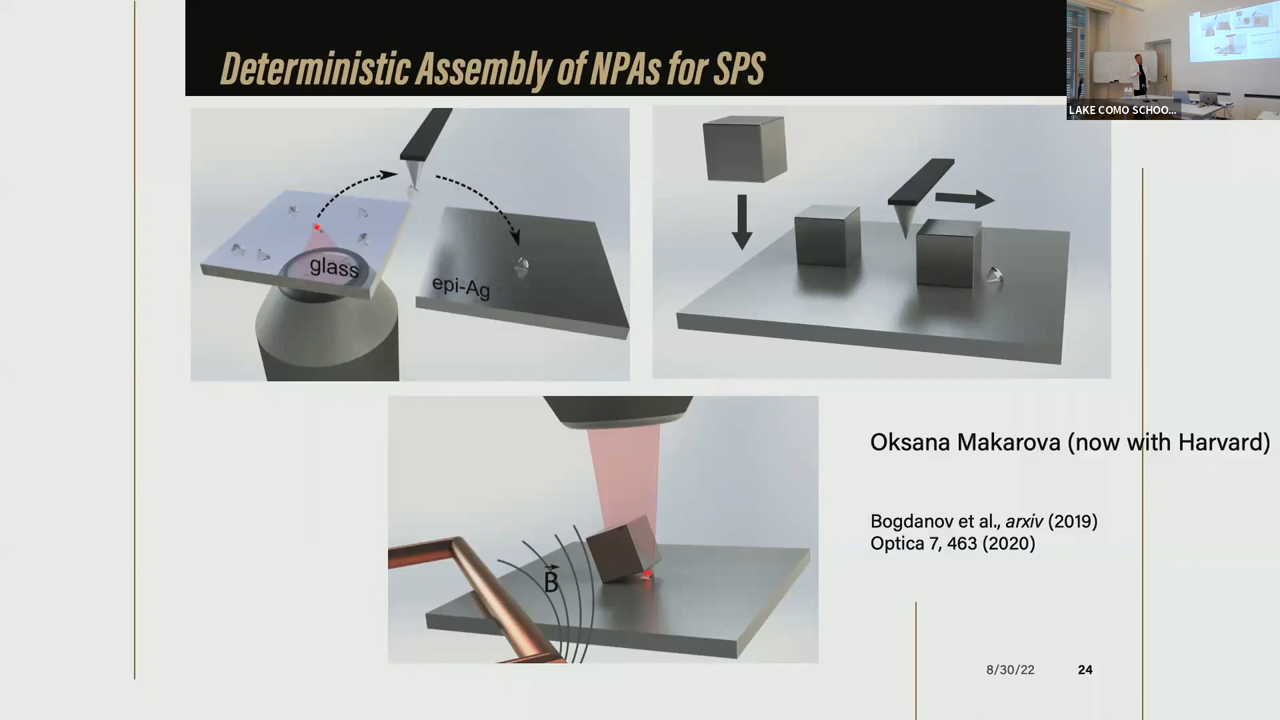 Deterministic Assembly of NPAs for SPS
LAKE COMO SCHOO...
glass
epi-Ag
B
Oksana Makarova (now with Harvard)
Bogdanov et al., arxiv (2019)
Optica 7, 463 (2020)
8/30/22 24